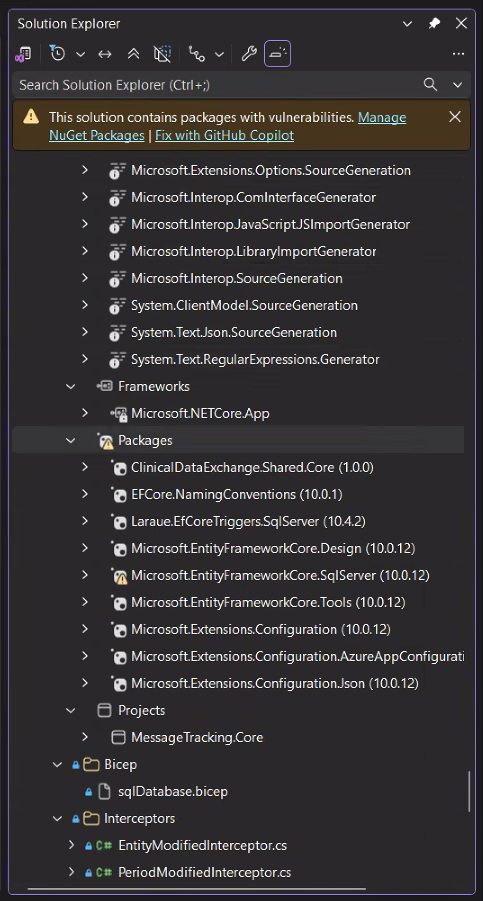 Solution Explorer
Search Solution Explorer (Ctrl+;)
This solution contains packages with vulnerabilities. Manage
NuGet Packages | Fix with GitHub Copilot
Microsoft.Extensions.Options.SourceGeneration
Microsoft.Interop.ComInterfaceGenerator
Microsoft.Interop.JavaScript.JSImportGenerator
Microsoft.Interop.LibraryImportGenerator
Microsoft.Interop.SourceGeneration
System.ClientModel.SourceGeneration
System.Text.Json.SourceGeneration
System.Text.RegularExpressions.Generator
Frameworks
Microsoft.NETCore.App
Packages
ClinicalDataExchange.Shared.Core (1.0.0)
EFCore.NamingConventions (10.0.1)
Laraue.EfCoreTriggers.SqlServer (10.4.2)
Microsoft.EntityFrameworkCore.Design (10.0.12)
Microsoft.EntityFrameworkCore.SqlServer (10.0.12)
Microsoft.EntityFrameworkCore.Tools (10.0.12)
Microsoft.Extensions.Configuration (10.0.12)
Microsoft.Extensions.Configuration.AzureAppConfigurati
Microsoft.Extensions.Configuration.Json (10.0.12)
Projects
MessageTracking.Core
Bicep
sqlDatabase.bicep
Interceptors
C# EntityModifiedInterceptor.cs
C# PeriodModifiedInterceptor.cs